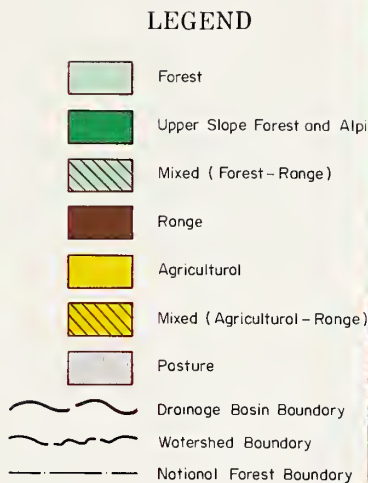 LEGEND
Forest
Upper Slope Forest and Alpi
Mixed ( Forest - Range )
Range
Agricultural
Mixed ( Agricultural - Range )
Pasture
Drainage Basin Boundary
Watershed Boundary
National Forest Boundary